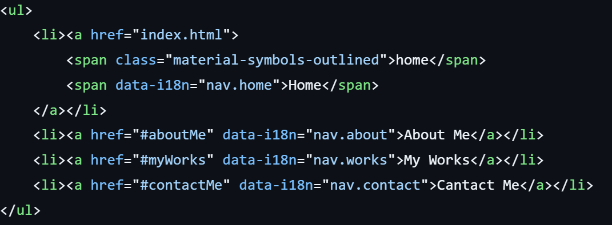 <ul>
    <li><a href="index.html">
        <span class="material-symbols-outlined">home</span>
        <span data-i18n="nav.home">Home</span>
    </a></li>
    <li><a href="#aboutMe" data-i18n="nav.about">About Me</a></li>
    <li><a href="#myWorks" data-i18n="nav.works">My Works</a></li>
    <li><a href="#contactMe" data-i18n="nav.contact">Cantact Me</a></li>
</ul>